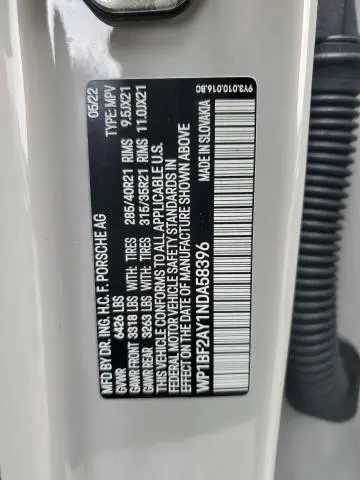 MFD BY DR. ING. H.C. F. PORSCHE AG 05/22
GVWR 6426 LBS TYPE: MPV
GAWR FRONT 3318 LBS WITH: TIRES 285/40R21 RIMS 9.5JX21
GAWR REAR 3263 LBS WITH: TIRES 315/35R21 RIMS 11.0JX21
THIS VEHICLE CONFORMS TO ALL APPLICABLE U.S.
FEDERAL MOTOR VEHICLE SAFETY STANDARDS IN
EFFECT ON THE DATE OF MANUFACTURE SHOWN ABOVE
WP1BF2AY1NDA58396 MADE IN SLOVAKIA
9Y3.010.016.BC